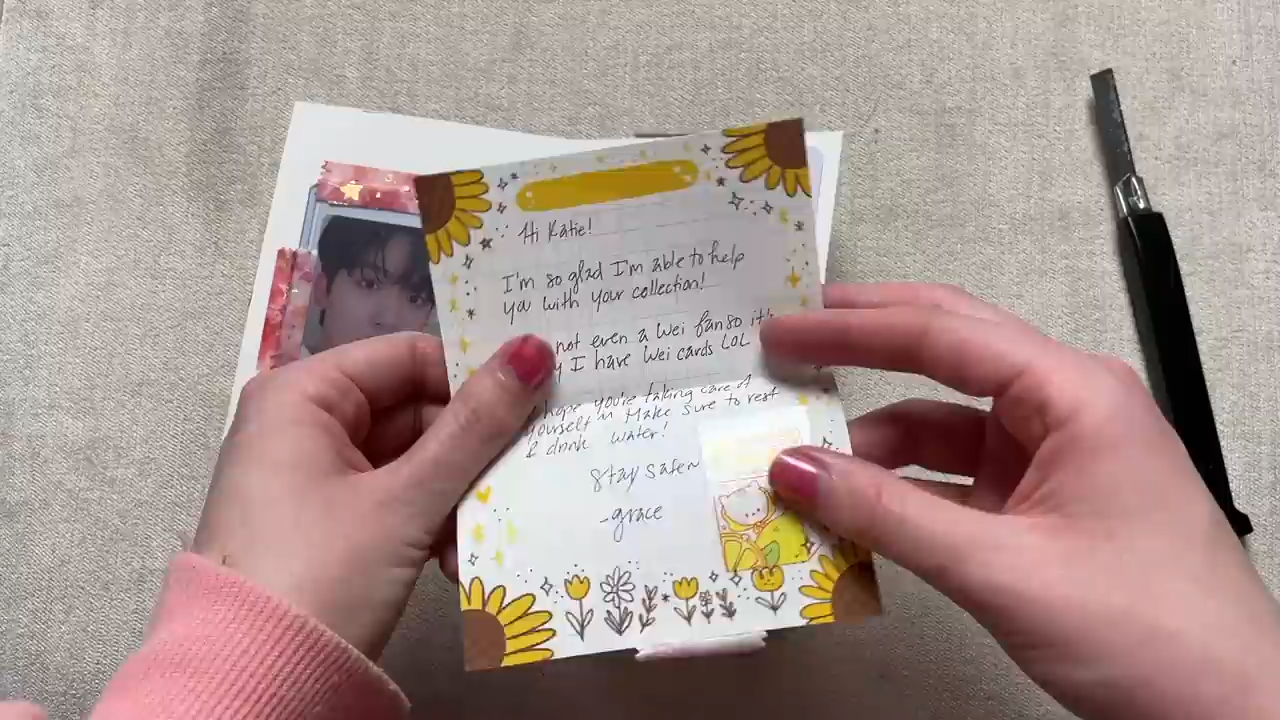 Hi Katie!
I'm so glad I'm able to help
you with your collection!
not even a Wei fan so it's
I have Wei cards LOL
hope you're taking care of
yourself Make sure to rest
& drink water!
Stay safe
-grace